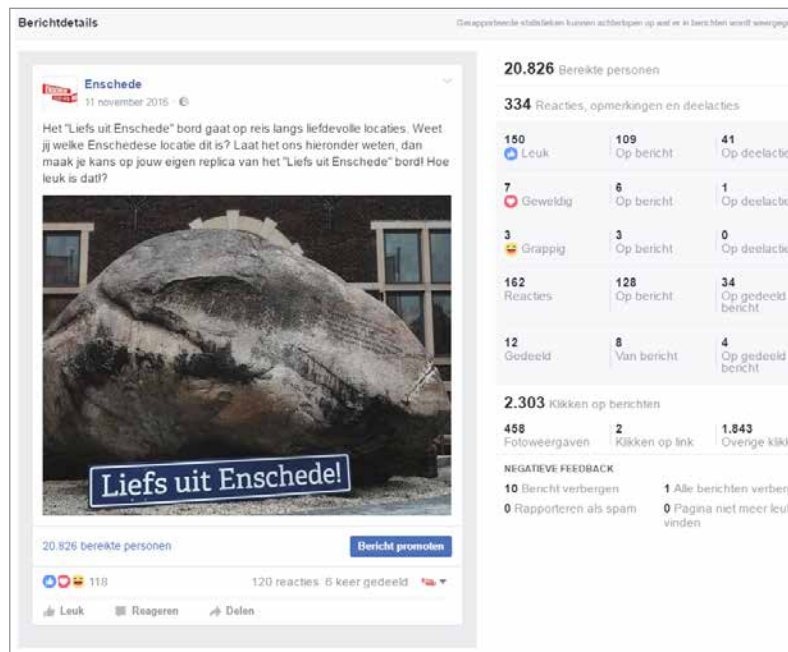 Berichtdetails
Gerapporteerde statistieken kunnen achterlopen op wat er in berichten wordt
Enschede
11 november 2016
Het "Liefs uit Enschede" bord gaat op reis langs liefdevolle locaties. Weet
jij welke Enschedese locatie dit is? Laat het ons hieronder weten, dan
maak je kans op jouw eigen replica van het "Liefs uit Enschede" bord! Hoe
leuk is dat!?
Liefs uit Enschede!
20.826 bereikte personen
Bericht promoten
118
120 reacties 6 keer gedeeld
Leuk Reageren Delen
20.826 Bereikte personen
334 Reacties, opmerkingen en deelacties
150 109 41
Leuk Op bericht Op deelactie
7 6 1
Geweldig Op bericht Op deelactie
3 3 0
Grappig Op bericht Op deelactie
162 128 34
Reacties Op bericht Op gedeeld
bericht
12 8 4
Gedeeld Van bericht Op gedeeld
bericht
2.303 Klikken op berichten
458 2 1.843
Fotoweergaven Klikken op link Overige klikk
NEGATIEVE FEEDBACK
10 Bericht verbergen 1 Alle berichten verber
0 Rapporteren als spam 0 Pagina niet meer leu
vinden